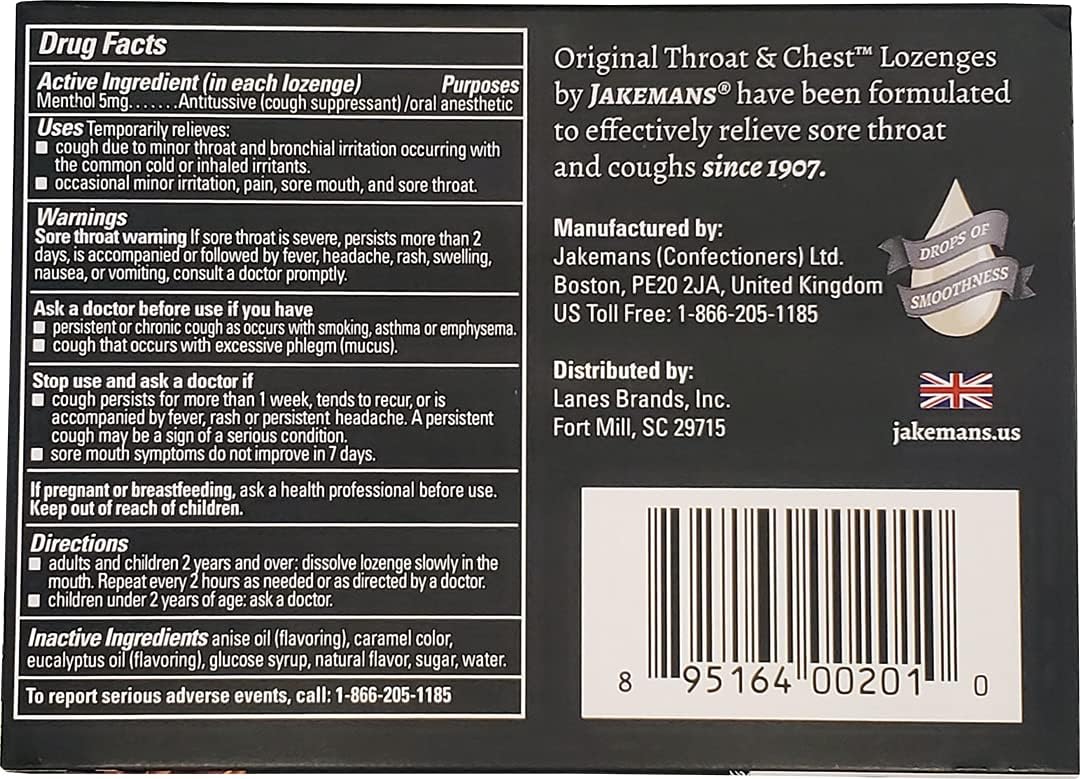 Drug Facts
Active Ingredient (in each lozenge) Purposes
Menthol 5mg.......Antitussive (cough suppressant) /oral anesthetic
Uses Temporarily relieves:
■ cough due to minor throat and bronchial irritation occurring with
the common cold or inhaled irritants.
■ occasional minor irritation, pain, sore mouth, and sore throat.
Warnings
Sore throat warning If sore throat is severe, persists more than 2
days, is accompanied or followed by fever, headache, rash, swelling,
nausea, or vomiting, consult a doctor promptly.
Ask a doctor before use if you have
■ persistent or chronic cough as occurs with smoking, asthma or emphysema.
■ cough that occurs with excessive phlegm (mucus).
Stop use and ask a doctor if
■ cough persists for more than 1 week, tends to recur, or is
accompanied by fever, rash or persistent headache. A persistent
cough may be a sign of a serious condition.
■ sore mouth symptoms do not improve in 7 days.
If pregnant or breastfeeding, ask a health professional before use.
Keep out of reach of children.
Directions
■ adults and children 2 years and over: dissolve lozenge slowly in the
mouth. Repeat every 2 hours as needed or as directed by a doctor.
■ children under 2 years of age: ask a doctor.
Inactive Ingredients anise oil (flavoring), caramel color,
eucalyptus oil (flavoring), glucose syrup, natural flavor, sugar, water.
To report serious adverse events, call: 1-866-205-1185
Original Throat & Chest™ Lozenges
by JAKEMANS® have been formulated
to effectively relieve sore throat
and coughs since 1907.
Manufactured by:
Jakemans (Confectioners) Ltd.
Boston, PE20 2JA, United Kingdom
US Toll Free: 1-866-205-1185
DROPS OF
SMOOTHNESS
Distributed by:
Lanes Brands, Inc.
Fort Mill, SC 29715
jakemans.us
8 95164 00201 0